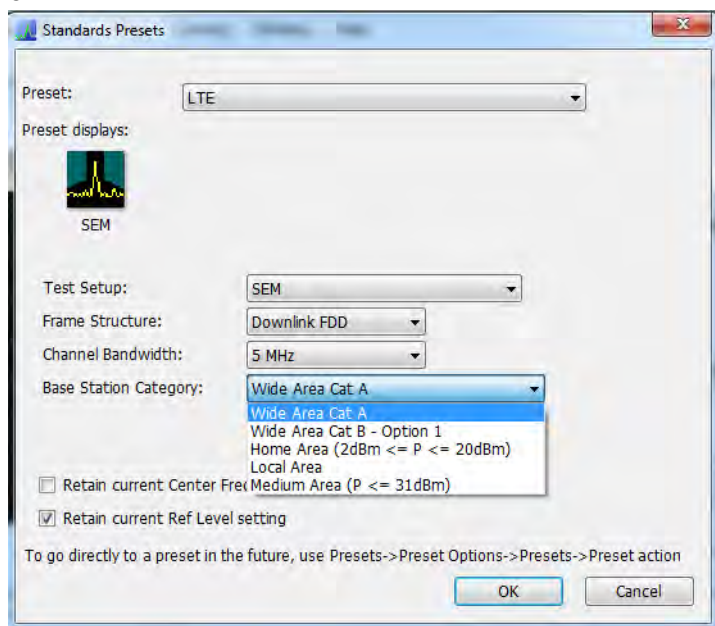 Standards Presets
Preset: LTE
Preset displays:
SEM
Test Setup: SEM
Frame Structure: Downlink FDD
Channel Bandwidth: 5 MHz
Base Station Category: Wide Area Cat A
Wide Area Cat A
Wide Area Cat B - Option 1
Home Area (2dBm <= P <= 20dBm)
Local Area
Retain current Center Fre Medium Area (P <= 31dBm)
Retain current Ref Level setting
To go directly to a preset in the future, use Presets->Preset Options->Presets->Preset action
OK Cancel